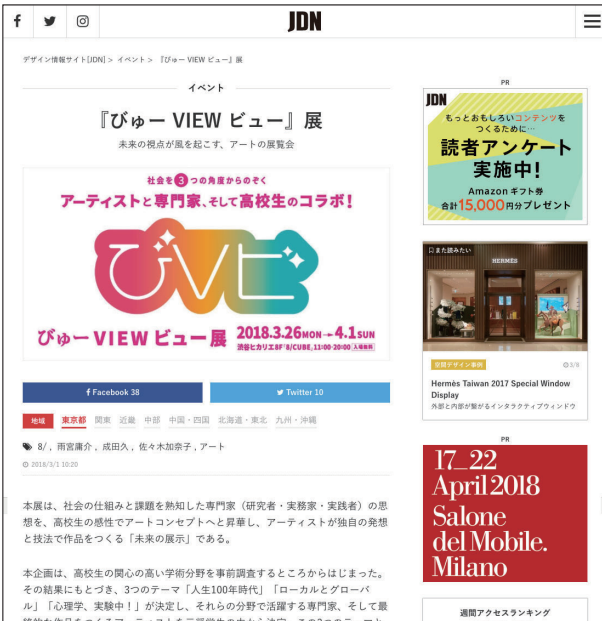 JDN
デザイン情報サイト[JDN] > イベント > 『びゅー VIEW ビュー』展
イベント
『びゅー VIEW ビュー』展
未来の視点が風を起こす、アートの展覧会
社会を3つの角度からのぞく
アーティストと専門家、そして高校生のコラボ!
びVビ
びゅー VIEW ビュー展 2018.3.26MON→4.1SUN
渋谷ヒカリエ8F「8/CUBE」11:00-20:00 入場無料
Facebook 38
Twitter 10
地域 東京都 関東 近畿 中部 中国・四国 北海道・東北 九州・沖縄
8/ , 雨宮庸介 , 成田久 , 佐々木加奈子 , アート
2018/3/1 10:20
本展は、社会の仕組みと課題を熟知した専門家（研究者・実務家・実践者）の思
想を、高校生の感性でアートコンセプトへと昇華し、アーティストが独自の発想
と技法で作品をつくる「未来の展示」である。
本企画は、高校生の関心の高い学術分野を事前調査するところからはじまった。
その結果にもとづき、3つのテーマ「人生100年時代」「ローカルとグローバ
ル」「心理学、実験中！」が決定し、それらの分野で活躍する専門家、そして最
PR
JDN
もっとおもしろいコンテンツを
つくるために…
読者アンケート
実施中!
Amazon ギフト券
合計15,000円分プレゼント
また読みたい
HERMÈS
空間デザイン事例
3/8
Hermès Taiwan 2017 Special Window
Display
外部と内部が繋がるインタラクティブウィンドウ
PR
17_22
April 2018
Salone
del Mobile.
Milano
週間アクセスランキング